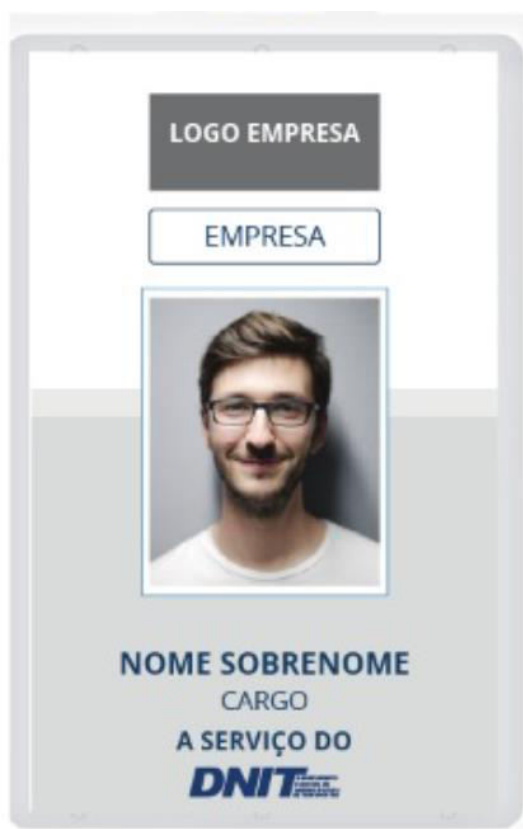 LOGO EMPRESA
EMPRESA
NOME SOBRENOME
CARGO
A SERVIÇO DO
DNIT